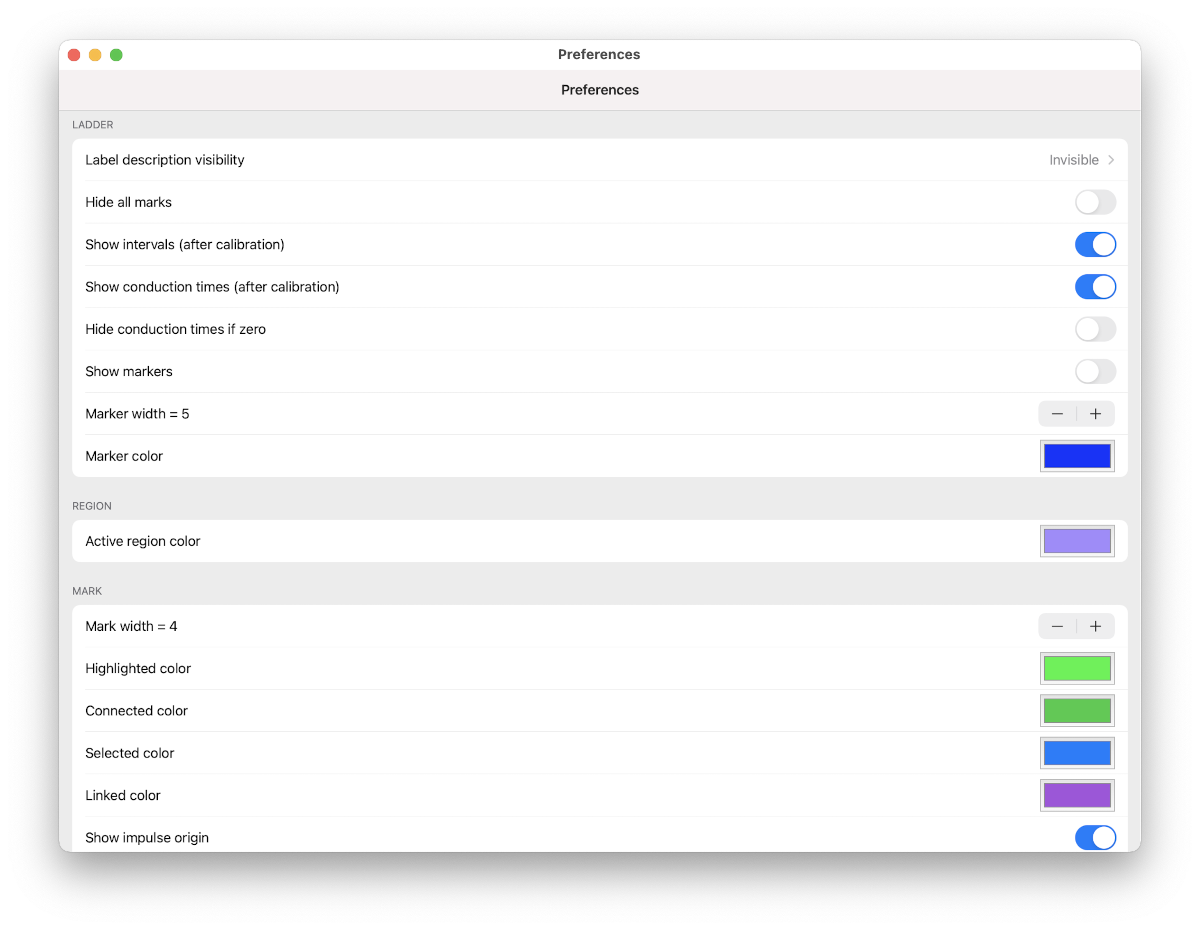 Preferences
Preferences
LADDER
Label description visibility Invisible
Hide all marks
Show intervals (after calibration)
Show conduction times (after calibration)
Hide conduction times if zero
Show markers
Marker width = 5 − +
Marker color
REGION
Active region color
MARK
Mark width = 4 − +
Highlighted color
Connected color
Selected color
Linked color
Show impulse origin